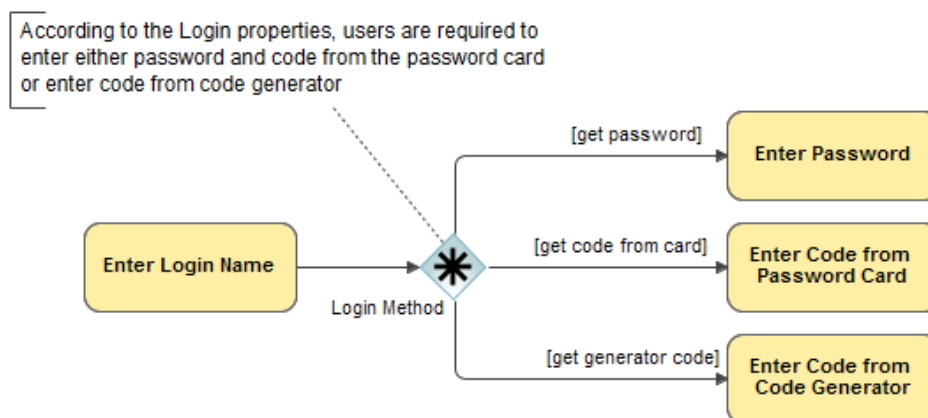 According to the Login properties, users are required to
enter either password and code from the password card
or enter code from code generator
[get password]
Enter Password
Enter Login Name
[get code from card]
Enter Code from
Password Card
Login Method
[get generator code]
Enter Code from
Code Generator